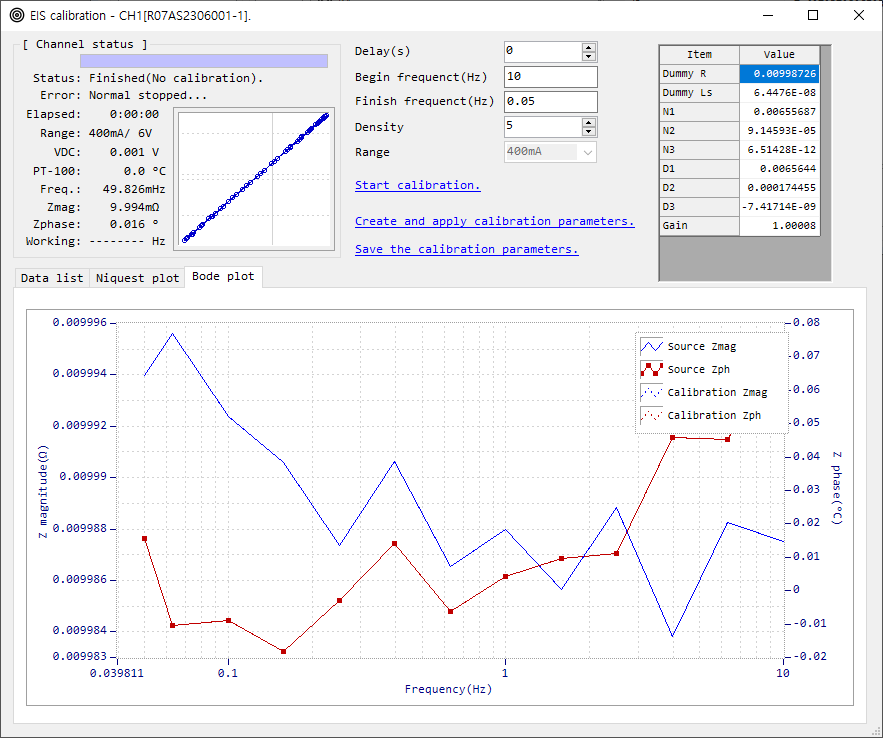 EIS calibration - CH1[R07AS2306001-1].
[ Channel status ]
Status: Finished(No calibration).
Error: Normal stopped...
Elapsed: 0:00:00
Range: 400mA/ 6V
VDC: 0.001 V
PT-100: 0.0 °C
Freq.: 49.826mHz
Zmag: 9.994mΩ
Zphase: 0.016 °
Working: -------- Hz
Delay(s) 0
Begin frequenct(Hz) 10
Finish frequenct(Hz) 0.05
Density 5
Range 400mA
Start calibration.
Create and apply calibration parameters.
Save the calibration parameters.
Item Value
Dummy R 0.00998726
Dummy Ls 6.4476E-08
N1 0.00655687
N2 9.14593E-05
N3 6.51428E-12
D1 0.0065644
D2 0.000174455
D3 -7.41714E-09
Gain 1.00008
Data list Niquest plot Bode plot
Z magnitude(Ω)
0.009996
0.009994
0.009992
0.00999
0.009988
0.009986
0.009984
0.009983
Source Zmag
Source Zph
Calibration Zmag
Calibration Zph
0.08
0.07
0.06
0.05
0.04
0.03
0.02
0.01
0
-0.01
-0.02
Z phase(°C)
0.039811 0.1 1 10
Frequency(Hz)